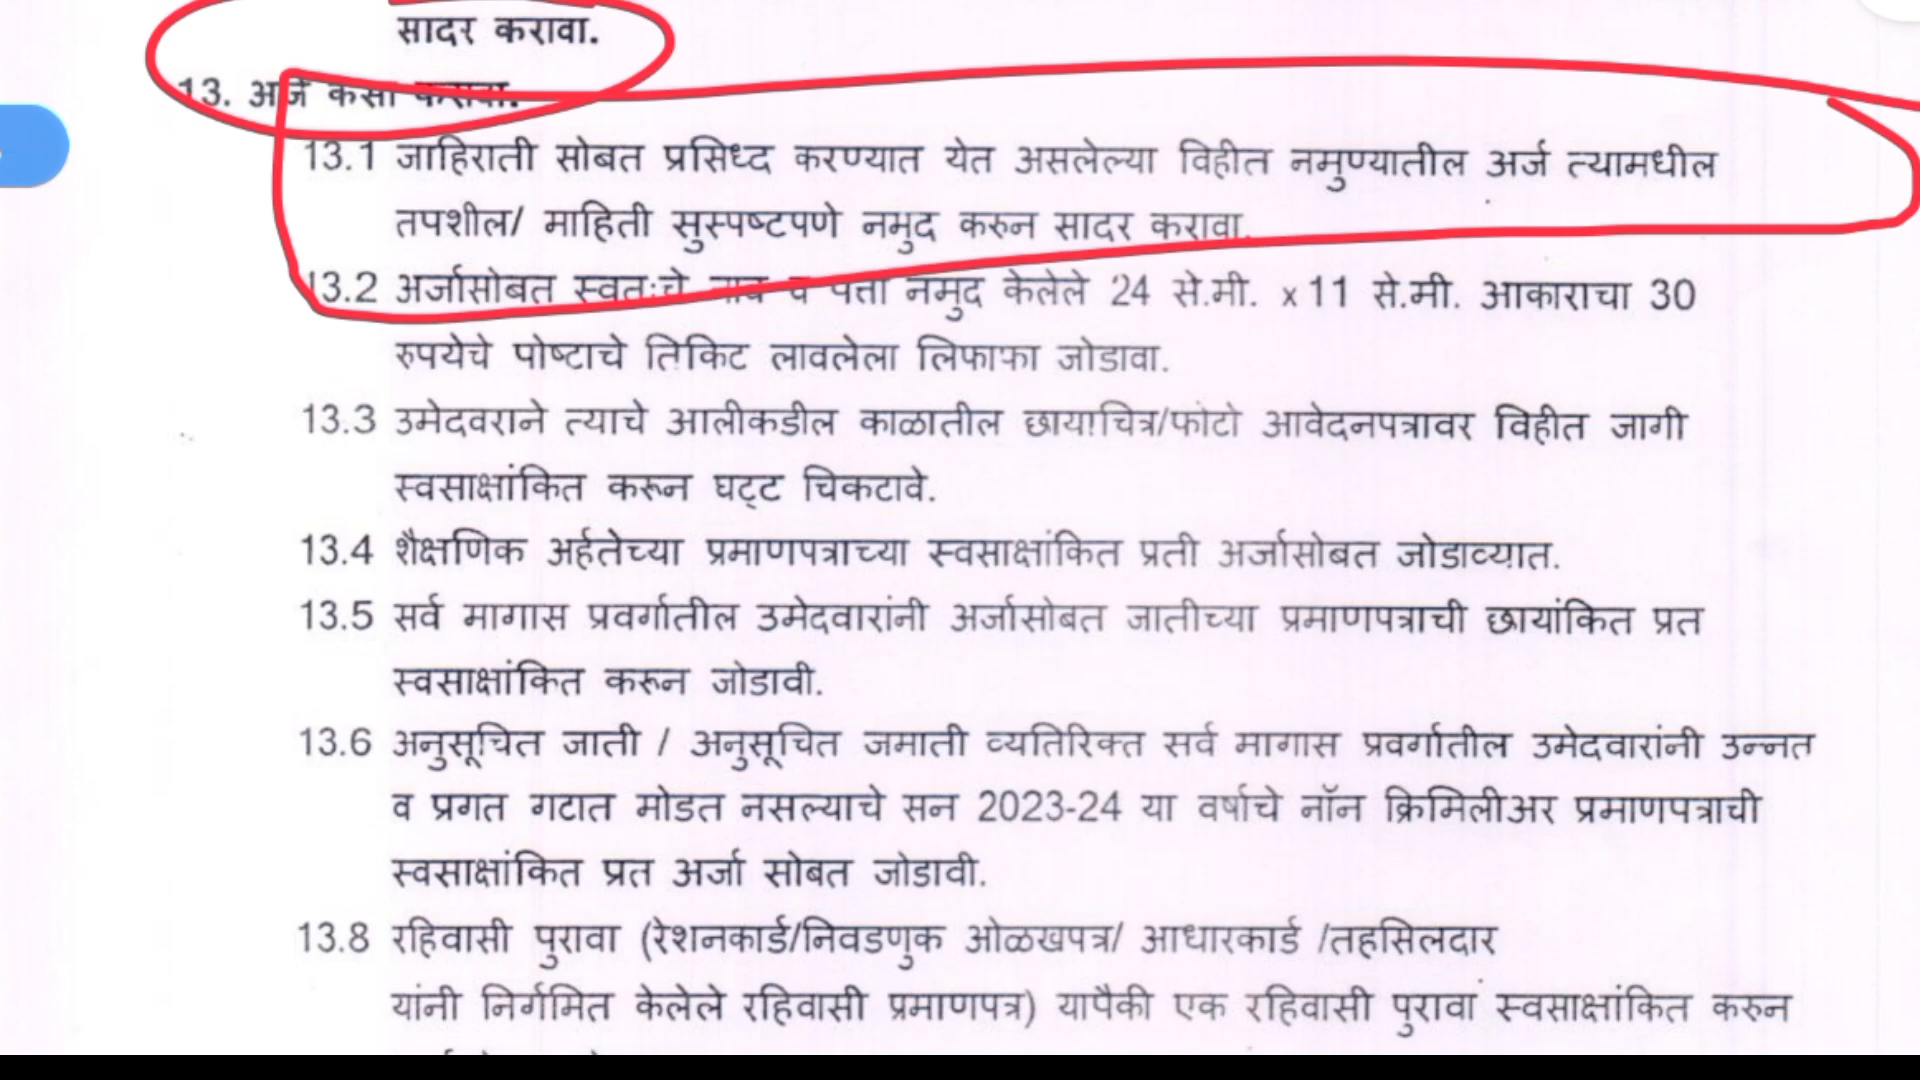 सादर करावा.
13. अर्ज कसा करावा.
13.1 जाहिराती सोबत प्रसिध्द करण्यात येत असलेल्या विहीत नमुण्यातील अर्ज त्यामधील
तपशील/ माहिती सुस्पष्टपणे नमुद करुन सादर करावा.
13.2 अर्जासोबत स्वतःचे नाव व पत्ता नमुद केलेले 24 से.मी. x 11 से.मी. आकाराचा 30
रुपयेचे पोष्टाचे तिकिट लावलेला लिफाफा जोडावा.
13.3 उमेदवराने त्याचे आलीकडील काळातील छायाचित्र/फोटो आवेदनपत्रावर विहीत जागी
स्वसाक्षांकित करून घट्ट चिकटावे.
13.4 शैक्षणिक अर्हतेच्या प्रमाणपत्राच्या स्वसाक्षांकित प्रती अर्जासोबत जोडाव्यात.
13.5 सर्व मागास प्रवर्गातील उमेदवारांनी अर्जासोबत जातीच्या प्रमाणपत्राची छायांकित प्रत
स्वसाक्षांकित करुन जोडावी.
13.6 अनुसूचित जाती / अनुसूचित जमाती व्यतिरिक्त सर्व मागास प्रवर्गातील उमेदवारांनी उन्नत
व प्रगत गटात मोडत नसल्याचे सन 2023-24 या वर्षाचे नॉन क्रिमिलीअर प्रमाणपत्राची
स्वसाक्षांकित प्रत अर्जा सोबत जोडावी.
13.8 रहिवासी पुरावा (रेशनकार्ड/निवडणुक ओळखपत्र/ आधारकार्ड /तहसिलदार
यांनी निर्गमित केलेले रहिवासी प्रमाणपत्र) यापैकी एक रहिवासी पुरावा स्वसाक्षांकित करुन